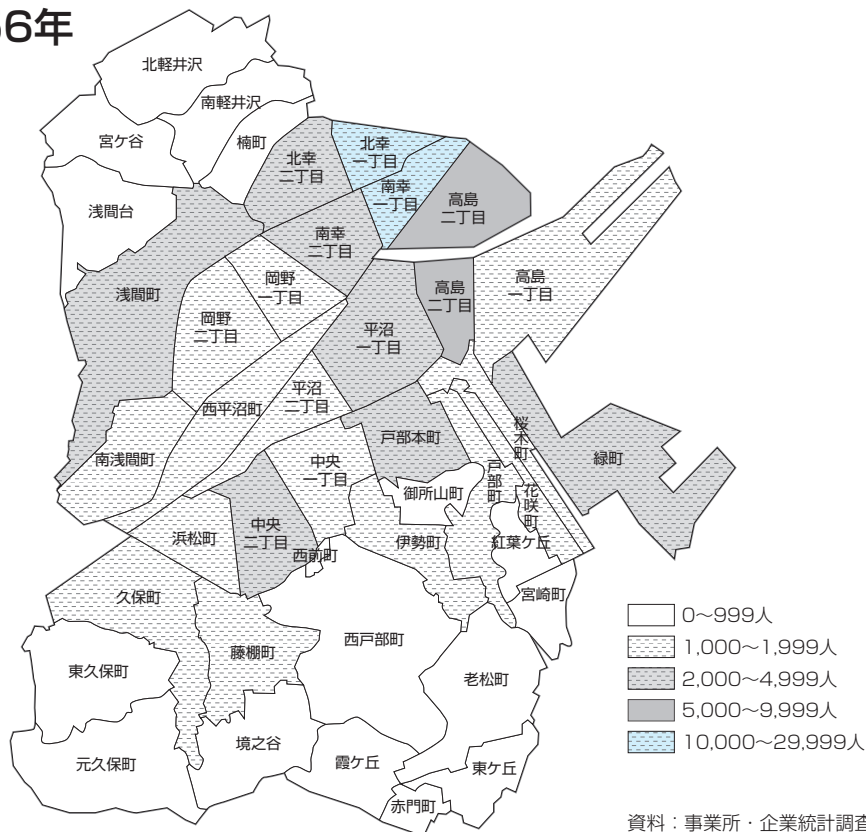 6年
北軽井沢
南軽井沢
宮ケ谷
楠町
北幸
一丁目
北幸
二丁目
南幸
一丁目
高島
二丁目
浅間台
南幸
二丁目
岡野
一丁目
高島
一丁目
浅間町
高島
二丁目
岡野
二丁目
平沼
一丁目
平沼
二丁目
西平沼町
桜木町
戸部本町
緑町
南浅間町
中央
一丁目
戸部町
御所山町
花咲町
浜松町
中央
二丁目
西前町
伊勢町
紅葉ケ丘
宮崎町
久保町
西戸部町
藤棚町
東久保町
老松町
境之谷
霞ケ丘
元久保町
東ケ丘
赤門町
0〜999人
1,000〜1,999人
2,000〜4,999人
5,000〜9,999人
10,000〜29,999人
資料：事業所・企業統計調査